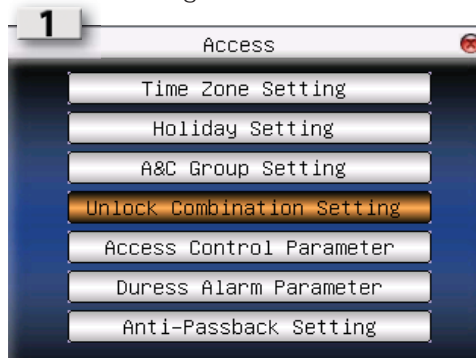 1
Access
Time Zone Setting
Holiday Setting
A&C Group Setting
Unlock Combination Setting
Access Control Parameter
Duress Alarm Parameter
Anti-Passback Setting